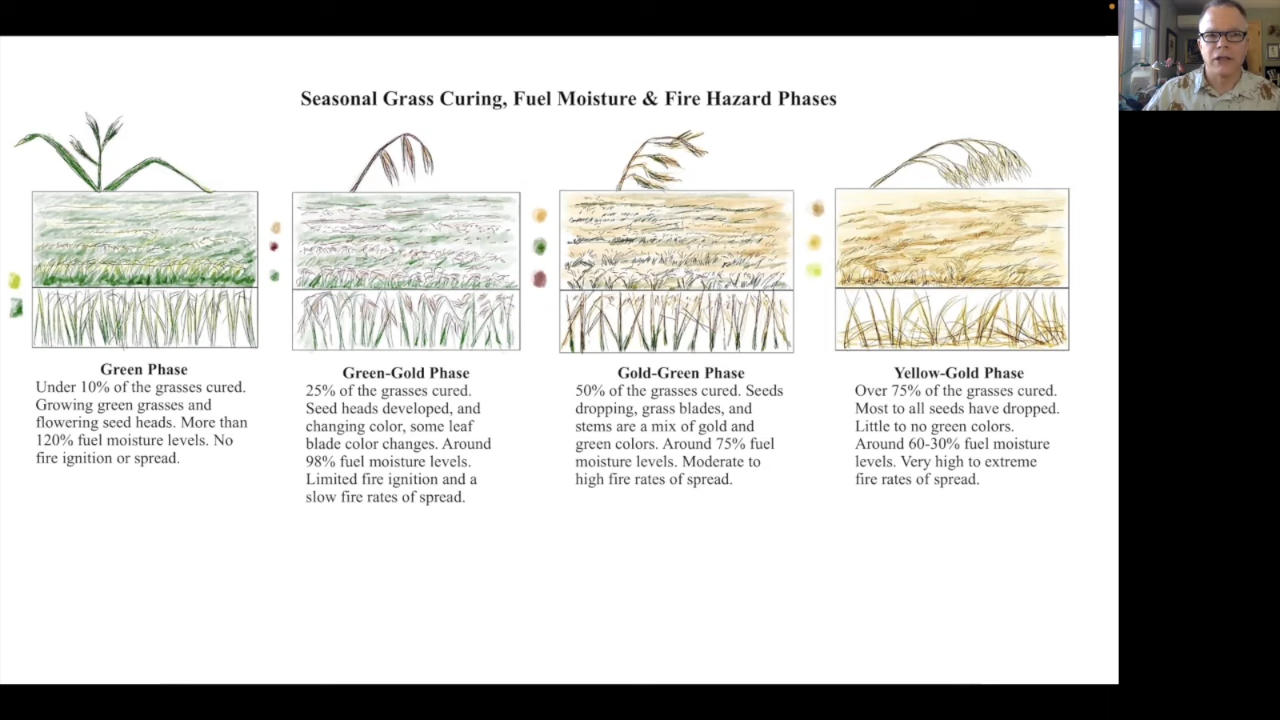 Seasonal Grass Curing, Fuel Moisture & Fire Hazard Phases
Green Phase
Under 10% of the grasses cured.
Growing green grasses and
flowering seed heads. More than
120% fuel moisture levels. No
fire ignition or spread.
Green-Gold Phase
25% of the grasses cured.
Seed heads developed, and
changing color, some leaf
blade color changes. Around
98% fuel moisture levels.
Limited fire ignition and a
slow fire rates of spread.
Gold-Green Phase
50% of the grasses cured. Seeds
dropping, grass blades, and
stems are a mix of gold and
green colors. Around 75% fuel
moisture levels. Moderate to
high fire rates of spread.
Yellow-Gold Phase
Over 75% of the grasses cured.
Most to all seeds have dropped.
Little to no green colors.
Around 60-30% fuel moisture
levels. Very high to extreme
fire rates of spread.